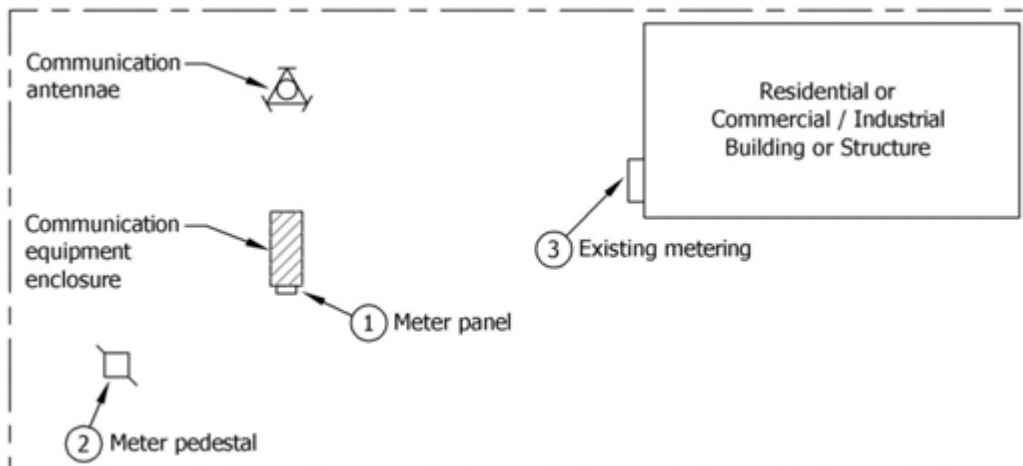 Communication
antennae
Residential or
Commercial / Industrial
Building or Structure
Communication
equipment
enclosure
3 Existing metering
1 Meter panel
2 Meter pedestal